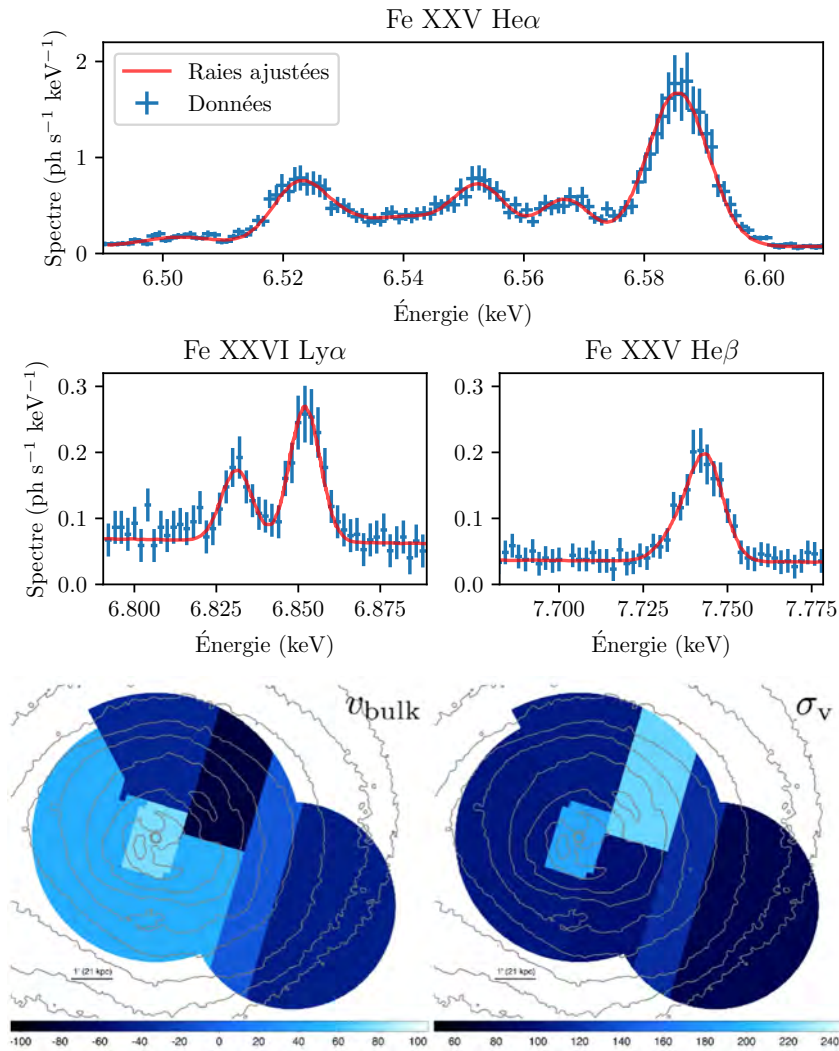 Fe XXV Heα
Spectre (ph s⁻¹ keV⁻¹)
2
1
0
Raies ajustées
Données
6.50 6.52 6.54 6.56 6.58 6.60
Énergie (keV)
Fe XXVI Lyα
Spectre (ph s⁻¹ keV⁻¹)
0.3
0.2
0.1
0.0
6.800 6.825 6.850 6.875
Énergie (keV)
Fe XXV Heβ
0.3
0.2
0.1
0.0
7.700 7.725 7.750 7.775
Énergie (keV)
v_bulk
1' (21 kpc)
-100 -80 -60 -40 -20 0 20 40 60 80 100
σ_v
1' (21 kpc)
60 80 100 120 140 160 180 200 220 240